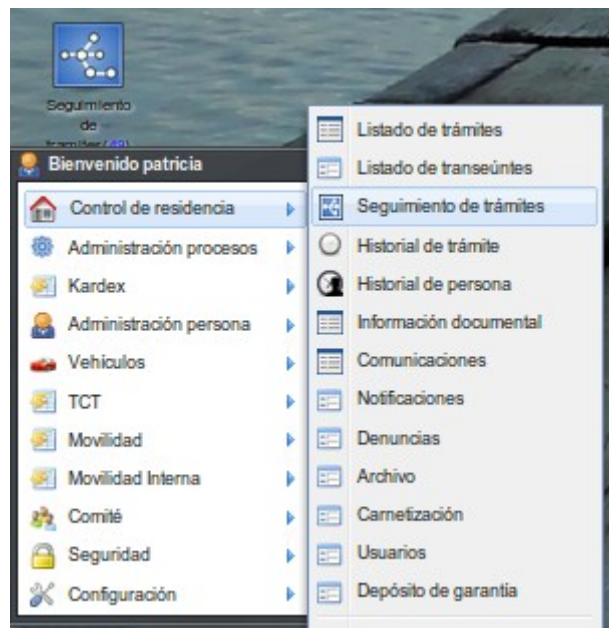 Seguimiento
de
tramites (49)
Bienvenido patricia
Control de residencia
Administración procesos
Kardex
Administración persona
Vehículos
TCT
Movilidad
Movilidad Interna
Comité
Seguridad
Configuración
Listado de trámites
Listado de transeúntes
Seguimiento de trámites
Historial de trámite
Historial de persona
Información documental
Comunicaciones
Notificaciones
Denuncias
Archivo
Carnetización
Usuarios
Depósito de garantía